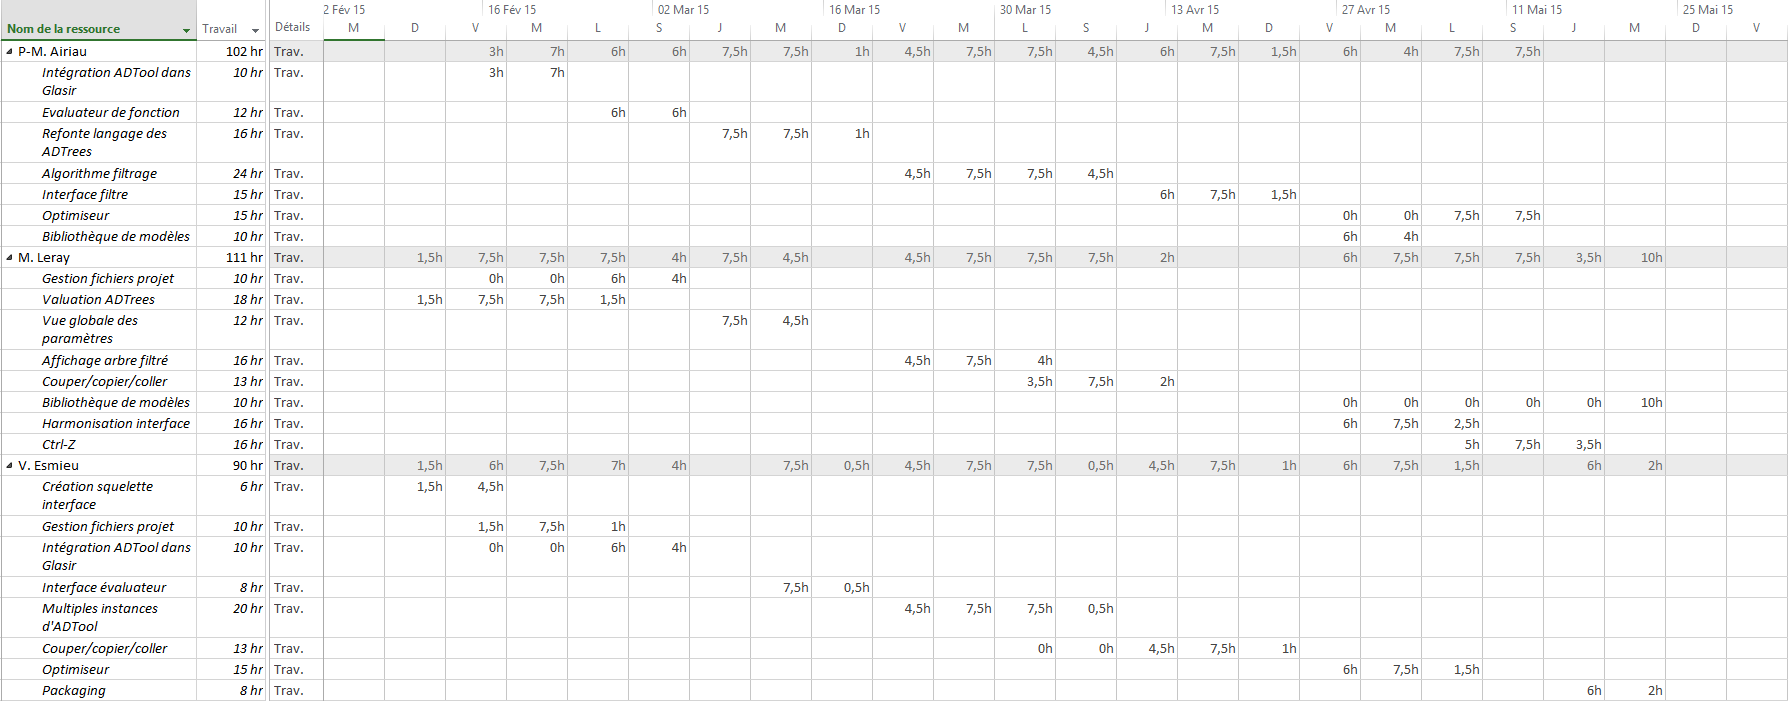 2 Fév 15 16 Fév 15 02 Mar 15 16 Mar 15 30 Mar 15 13 Avr 15 27 Avr 15 11 Mai 15 25 Mai 15
Nom de la ressource Travail Détails M D V M L S J M D V M L S J M D V M L S J M D V
P-M. Airiau 102 hr Trav. 3h 7h 6h 6h 7,5h 7,5h 1h 4,5h 7,5h 7,5h 4,5h 6h 7,5h 1,5h 6h 4h 7,5h 7,5h
Intégration ADTool dans 10 hr Trav. 3h 7h
Glasir
Evaluateur de fonction 12 hr Trav. 6h 6h
Refonte langage des 16 hr Trav. 7,5h 7,5h 1h
ADTrees
Algorithme filtrage 24 hr Trav. 4,5h 7,5h 7,5h 4,5h
Interface filtre 15 hr Trav. 6h 7,5h 1,5h
Optimiseur 15 hr Trav. 0h 0h 7,5h 7,5h
Bibliothèque de modèles 10 hr Trav. 6h 4h
M. Leray 111 hr Trav. 1,5h 7,5h 7,5h 7,5h 4h 7,5h 4,5h 4,5h 7,5h 7,5h 7,5h 2h 6h 7,5h 7,5h 7,5h 3,5h 10h
Gestion fichiers projet 10 hr Trav. 0h 0h 6h 4h
Valuation ADTrees 18 hr Trav. 1,5h 7,5h 7,5h 1,5h
Vue globale des 12 hr Trav. 7,5h 4,5h
paramètres
Affichage arbre filtré 16 hr Trav. 4,5h 7,5h 4h
Couper/copier/coller 13 hr Trav. 3,5h 7,5h 2h
Bibliothèque de modèles 10 hr Trav. 0h 0h 0h 0h 0h 10h
Harmonisation interface 16 hr Trav. 6h 7,5h 2,5h
Ctrl-Z 16 hr Trav. 5h 7,5h 3,5h
V. Esmieu 90 hr Trav. 1,5h 6h 7,5h 7h 4h 7,5h 0,5h 4,5h 7,5h 7,5h 0,5h 4,5h 7,5h 1h 6h 7,5h 1,5h 6h 2h
Création squelette 6 hr Trav. 1,5h 4,5h
interface
Gestion fichiers projet 10 hr Trav. 1,5h 7,5h 1h
Intégration ADTool dans 10 hr Trav. 0h 0h 6h 4h
Glasir
Interface évaluateur 8 hr Trav. 7,5h 0,5h
Multiples instances 20 hr Trav. 4,5h 7,5h 7,5h 0,5h
d'ADTool
Couper/copier/coller 13 hr Trav. 0h 0h 4,5h 7,5h 1h
Optimiseur 15 hr Trav. 6h 7,5h 1,5h
Packaging 8 hr Trav. 6h 2h